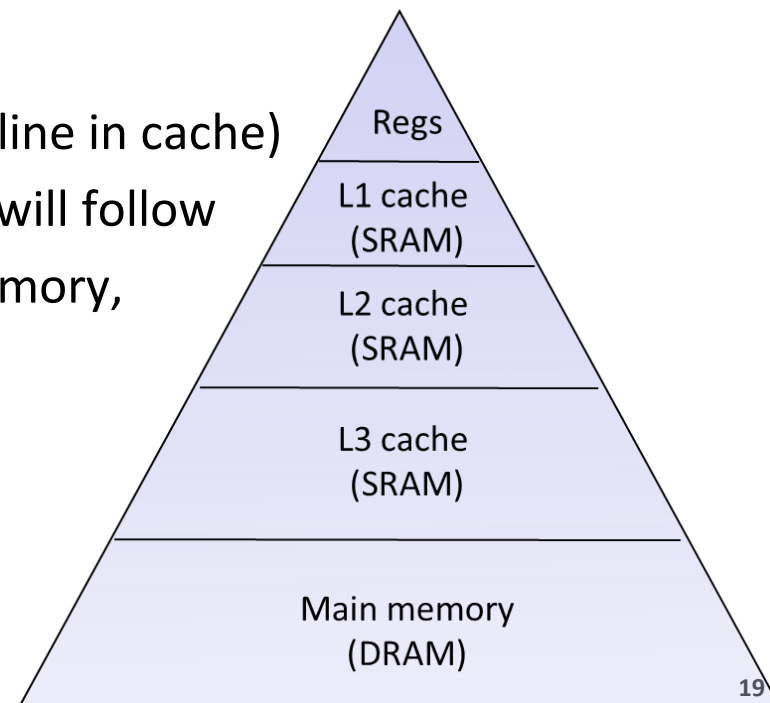 line in cache)
will follow
mory,
Regs
L1 cache
(SRAM)
L2 cache
(SRAM)
L3 cache
(SRAM)
Main memory
(DRAM)
19